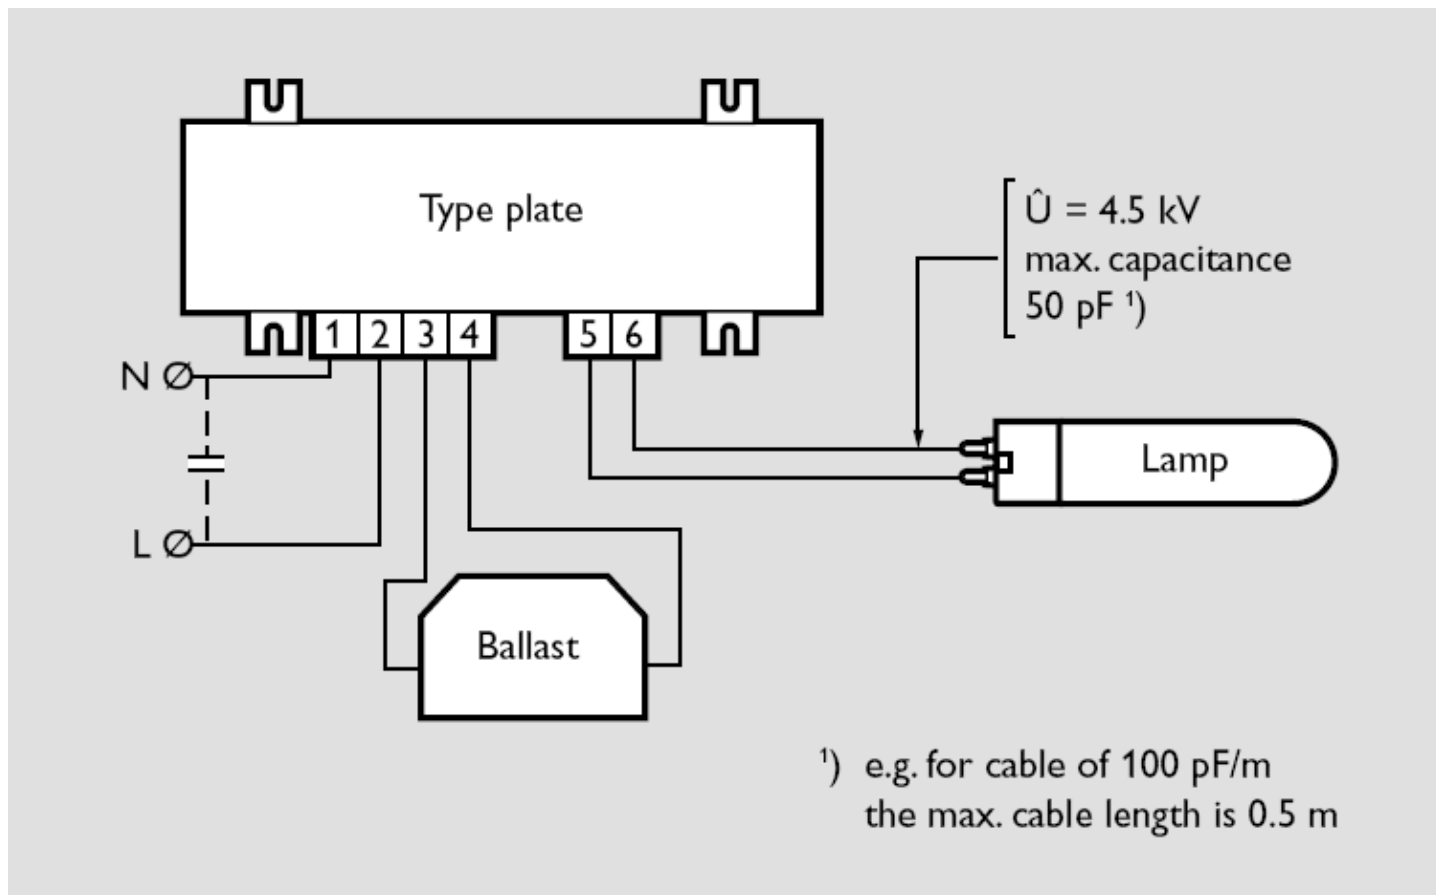 Type plate
Û = 4.5 kV
max. capacitance
50 pF ¹)
1 2 3 4 5 6
N
L
Lamp
Ballast
¹) e.g. for cable of 100 pF/m
the max. cable length is 0.5 m